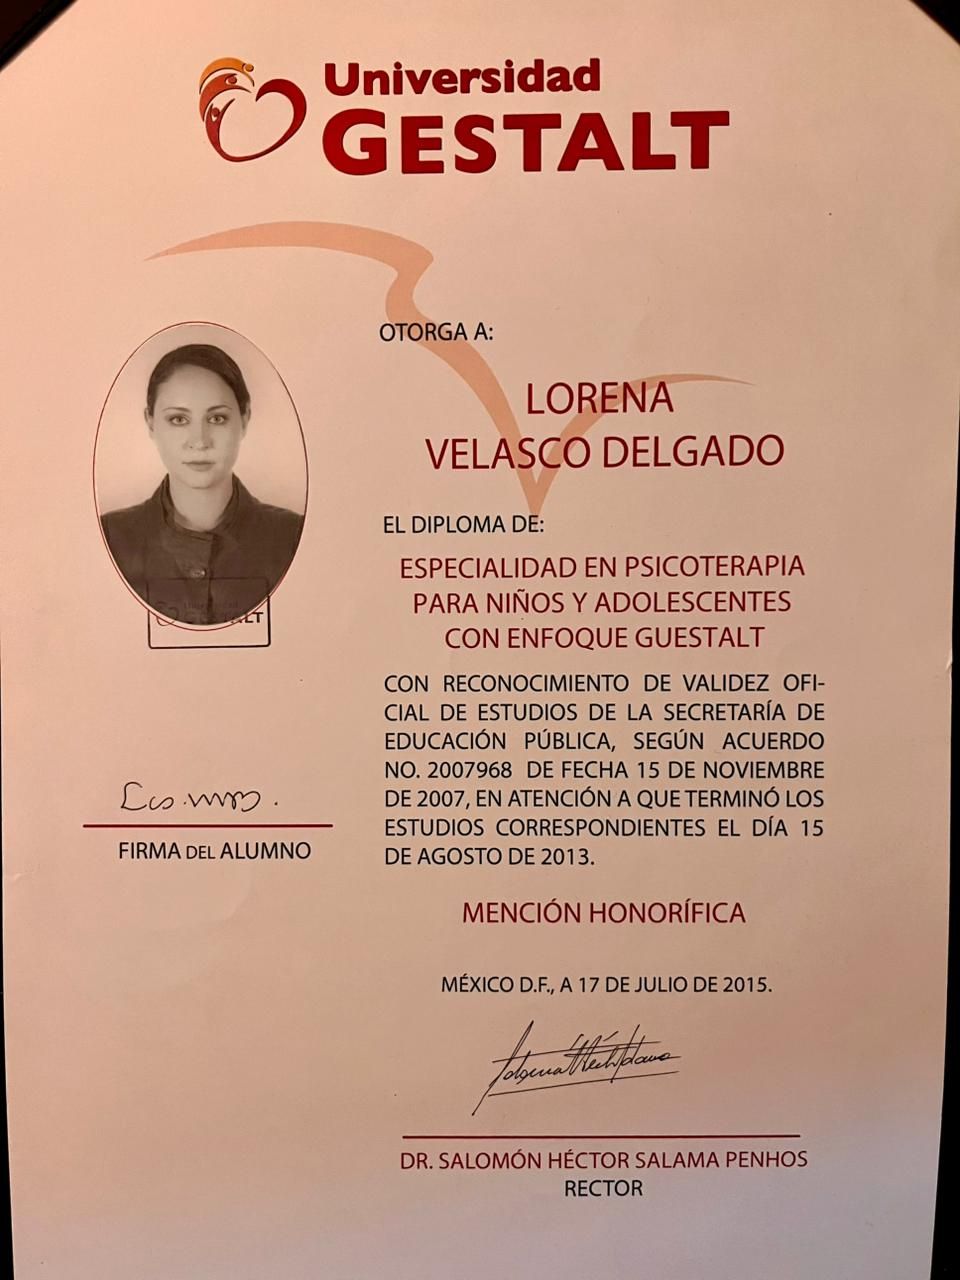 Universidad
GESTALT
OTORGA A:
LORENA
VELASCO DELGADO
EL DIPLOMA DE:
ESPECIALIDAD EN PSICOTERAPIA
PARA NIÑOS Y ADOLESCENTES
CON ENFOQUE GUESTALT
CON RECONOCIMIENTO DE VALIDEZ OFI-
CIAL DE ESTUDIOS DE LA SECRETARÍA DE
EDUCACIÓN PÚBLICA, SEGÚN ACUERDO
NO. 2007968 DE FECHA 15 DE NOVIEMBRE
DE 2007, EN ATENCIÓN A QUE TERMINÓ LOS
ESTUDIOS CORRESPONDIENTES EL DÍA 15
DE AGOSTO DE 2013.
MENCIÓN HONORÍFICA
MÉXICO D.F., A 17 DE JULIO DE 2015.
DR. SALOMÓN HÉCTOR SALAMA PENHOS
RECTOR
Universidad
GESTALT
FIRMA DEL ALUMNO